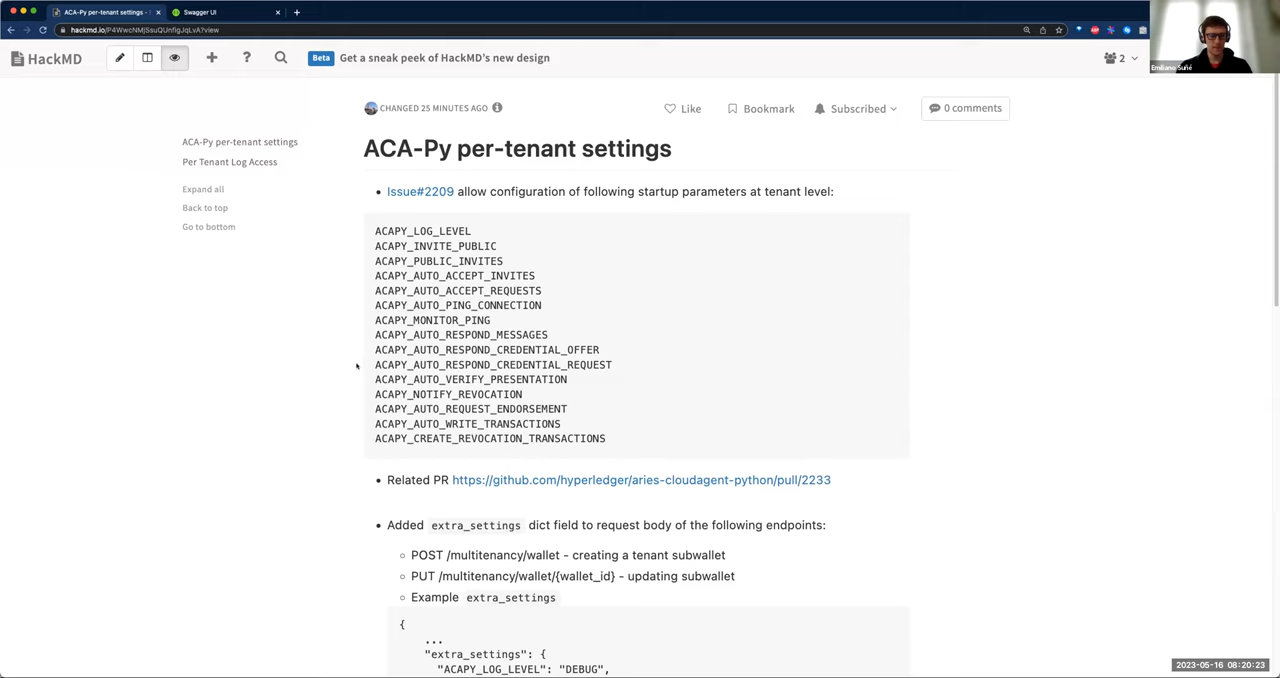 ACA-Py per-tenant settings -
Swagger UI
hackmd.io/P4WwcNMjSsuQUnfigJqLvA?view
HackMD
Beta Get a sneak peek of HackMD's new design
2
Emiliano Suñé
CHANGED 25 MINUTES AGO
Like
Bookmark
Subscribed
0 comments
ACA-Py per-tenant settings
Per Tenant Log Access
Expand all
Back to top
Go to bottom
ACA-Py per-tenant settings
Issue#2209 allow configuration of following startup parameters at tenant level:
ACAPY_LOG_LEVEL
ACAPY_INVITE_PUBLIC
ACAPY_PUBLIC_INVITES
ACAPY_AUTO_ACCEPT_INVITES
ACAPY_AUTO_ACCEPT_REQUESTS
ACAPY_AUTO_PING_CONNECTION
ACAPY_MONITOR_PING
ACAPY_AUTO_RESPOND_MESSAGES
ACAPY_AUTO_RESPOND_CREDENTIAL_OFFER
ACAPY_AUTO_RESPOND_CREDENTIAL_REQUEST
ACAPY_AUTO_VERIFY_PRESENTATION
ACAPY_NOTIFY_REVOCATION
ACAPY_AUTO_REQUEST_ENDORSEMENT
ACAPY_AUTO_WRITE_TRANSACTIONS
ACAPY_CREATE_REVOCATION_TRANSACTIONS
Related PR https://github.com/hyperledger/aries-cloudagent-python/pull/2233
Added extra_settings dict field to request body of the following endpoints:
POST /multitenancy/wallet - creating a tenant subwallet
PUT /multitenancy/wallet/{wallet_id} - updating subwallet
Example extra_settings
{
...
"extra_settings": {
"ACAPY_LOG_LEVEL": "DEBUG",
2023-05-16 08:20:23